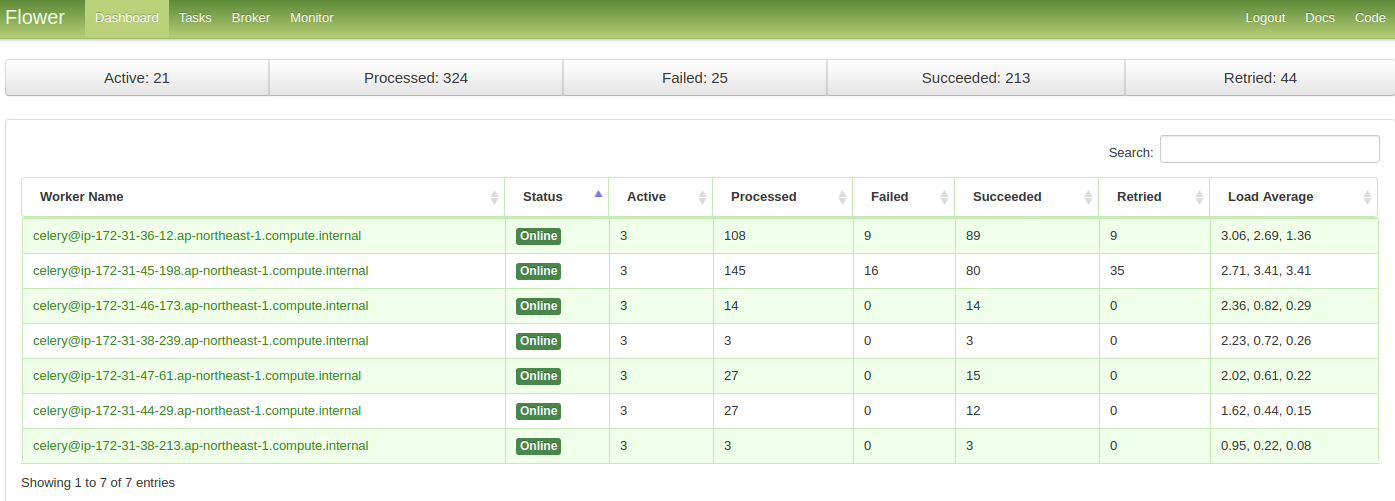 Flower Dashboard Tasks Broker Monitor Logout Docs Code
Active: 21 Processed: 324 Failed: 25 Succeeded: 213 Retried: 44
Search:
Worker Name Status Active Processed Failed Succeeded Retried Load Average
celery@ip-172-31-36-12.ap-northeast-1.compute.internal Online 3 108 9 89 9 3.06, 2.69, 1.36
celery@ip-172-31-45-198.ap-northeast-1.compute.internal Online 3 145 16 80 35 2.71, 3.41, 3.41
celery@ip-172-31-46-173.ap-northeast-1.compute.internal Online 3 14 0 14 0 2.36, 0.82, 0.29
celery@ip-172-31-38-239.ap-northeast-1.compute.internal Online 3 3 0 3 0 2.23, 0.72, 0.26
celery@ip-172-31-47-61.ap-northeast-1.compute.internal Online 3 27 0 15 0 2.02, 0.61, 0.22
celery@ip-172-31-44-29.ap-northeast-1.compute.internal Online 3 27 0 12 0 1.62, 0.44, 0.15
celery@ip-172-31-38-213.ap-northeast-1.compute.internal Online 3 3 0 3 0 0.95, 0.22, 0.08
Showing 1 to 7 of 7 entries